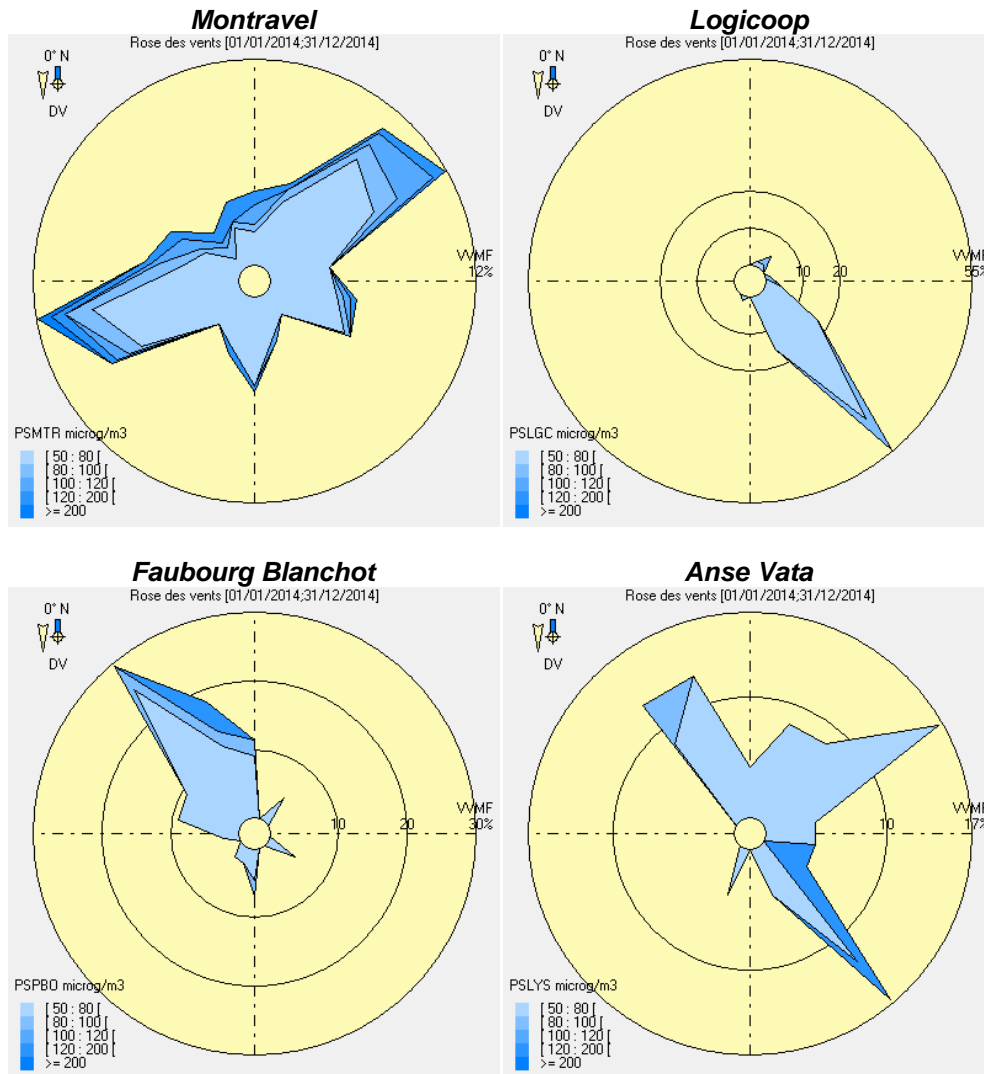 Montravel
Rose des vents [01/01/2014;31/12/2014]
0° N
DV
VVMF
12%
PSMTR microg/m3
[ 50 : 80 [
[ 80 : 100 [
[ 100 : 120 [
[ 120 : 200 [
>= 200
Logicoop
Rose des vents [01/01/2014;31/12/2014]
0° N
DV
VVMF
10 20 55%
PSLGC microg/m3
[ 50 : 80 [
[ 80 : 100 [
[ 100 : 120 [
[ 120 : 200 [
>= 200
Faubourg Blanchot
Rose des vents [01/01/2014;31/12/2014]
0° N
DV
VVMF
10 20 30%
PSPBO microg/m3
[ 50 : 80 [
[ 80 : 100 [
[ 100 : 120 [
[ 120 : 200 [
>= 200
Anse Vata
Rose des vents [01/01/2014;31/12/2014]
0° N
DV
VVMF
10 17%
PSLYS microg/m3
[ 50 : 80 [
[ 80 : 100 [
[ 100 : 120 [
[ 120 : 200 [
>= 200